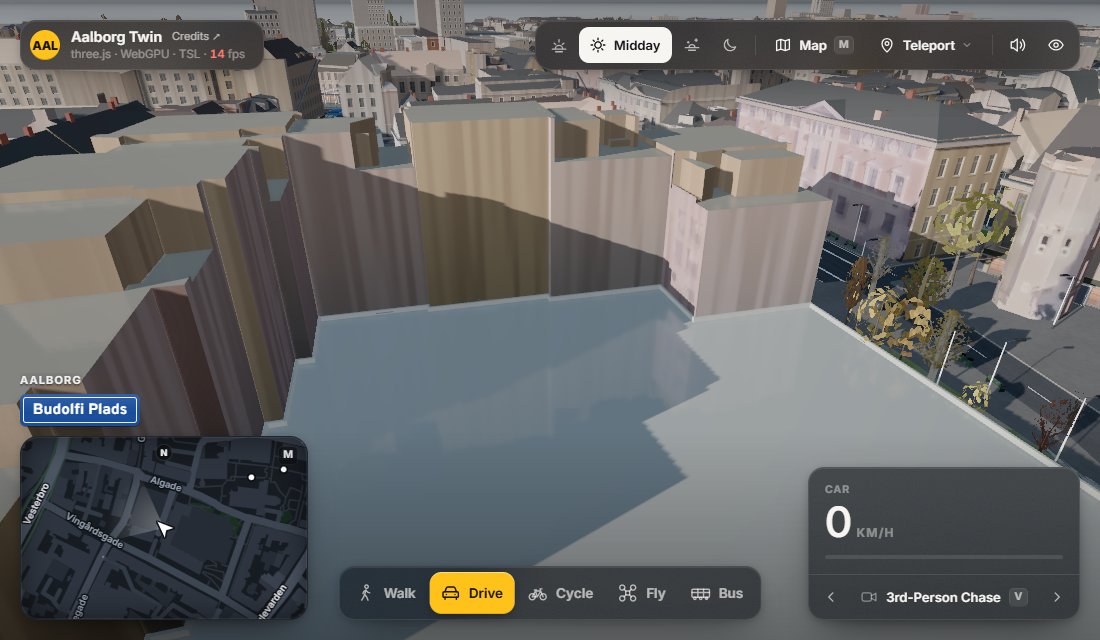 AAL
Aalborg Twin Credits ↗
three.js · WebGPU · TSL · 14 fps
Midday
Map M
Teleport
AALBORG
Budolfi Plads
N
M
Algade
Vesterbro
Vingårdsgade
CAR
0 KM/H
3rd-Person Chase V
Walk
Drive
Cycle
Fly
Bus